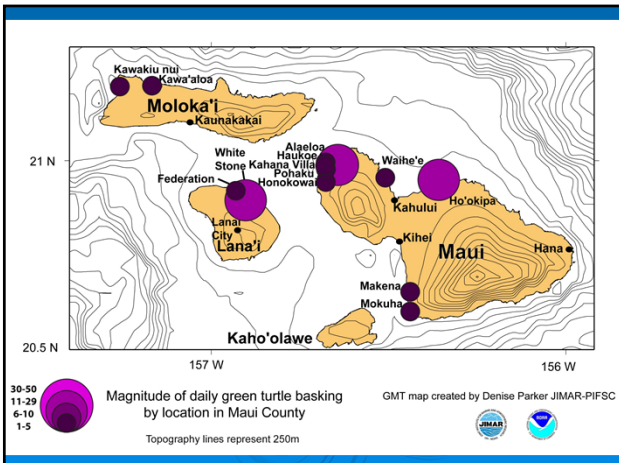 Kawakiu nui
Kawa'aloa
Moloka'i
Kaunakakai
Alaeloa
White
Haukoe
21 N
Stone
Kahana Villa
Waihe'e
Federation
Pohaku
Honokowai
Ho'okipa
Kahului
Lanai
City
Lana'i
Kihei
Maui
Hana
Makena
Mokuha
Kaho'olawe
20.5 N
157 W
156 W
30-50
11-29
6-10
1-5
Magnitude of daily green turtle basking
by location in Maui County
GMT map created by Denise Parker JIMAR-PIFSC
JIMAR
Topography lines represent 250m